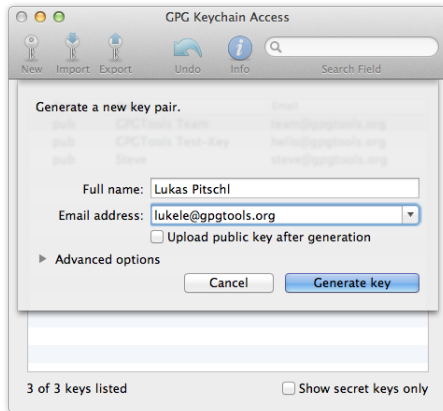 GPG Keychain Access
New Import Export Undo Info Search Field
Generate a new key pair.
Email
pub GPGTools Team team@gpgtools.org
pub GPGTools Test-Key hello@gpgtools.org
pub Steve steve@gpgtools.org
Full name: Lukas Pitschl
Email address: lukele@gpgtools.org
Upload public key after generation
Advanced options
Cancel Generate key
3 of 3 keys listed Show secret keys only